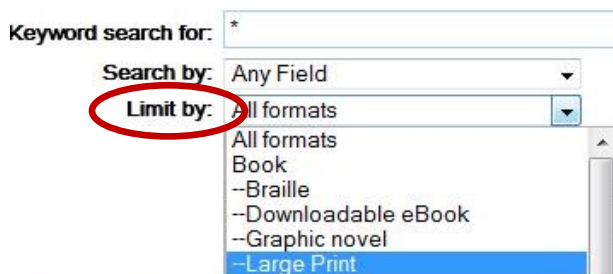 Keyword search for: *
Search by: Any Field
Limit by: All formats
All formats
Book
--Braille
--Downloadable eBook
--Graphic novel
--Large Print